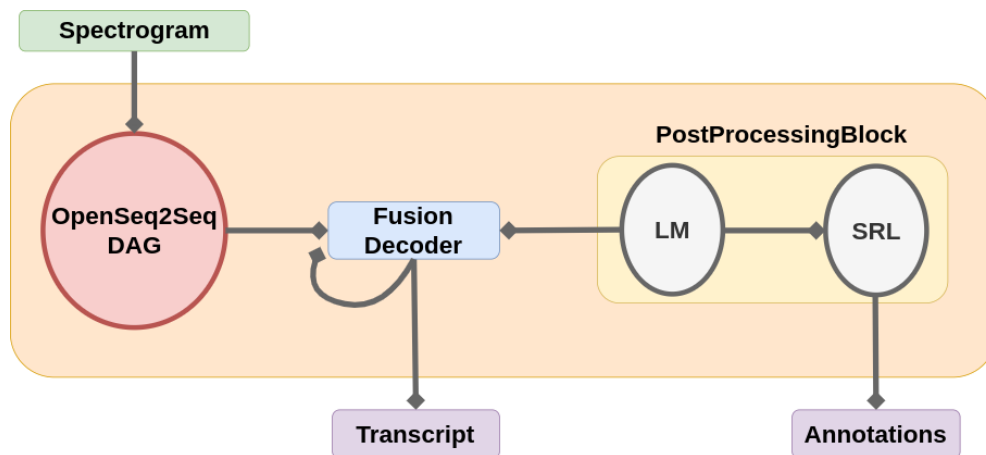 Spectrogram
PostProcessingBlock
OpenSeq2Seq
DAG
Fusion
Decoder
LM
SRL
Transcript
Annotations